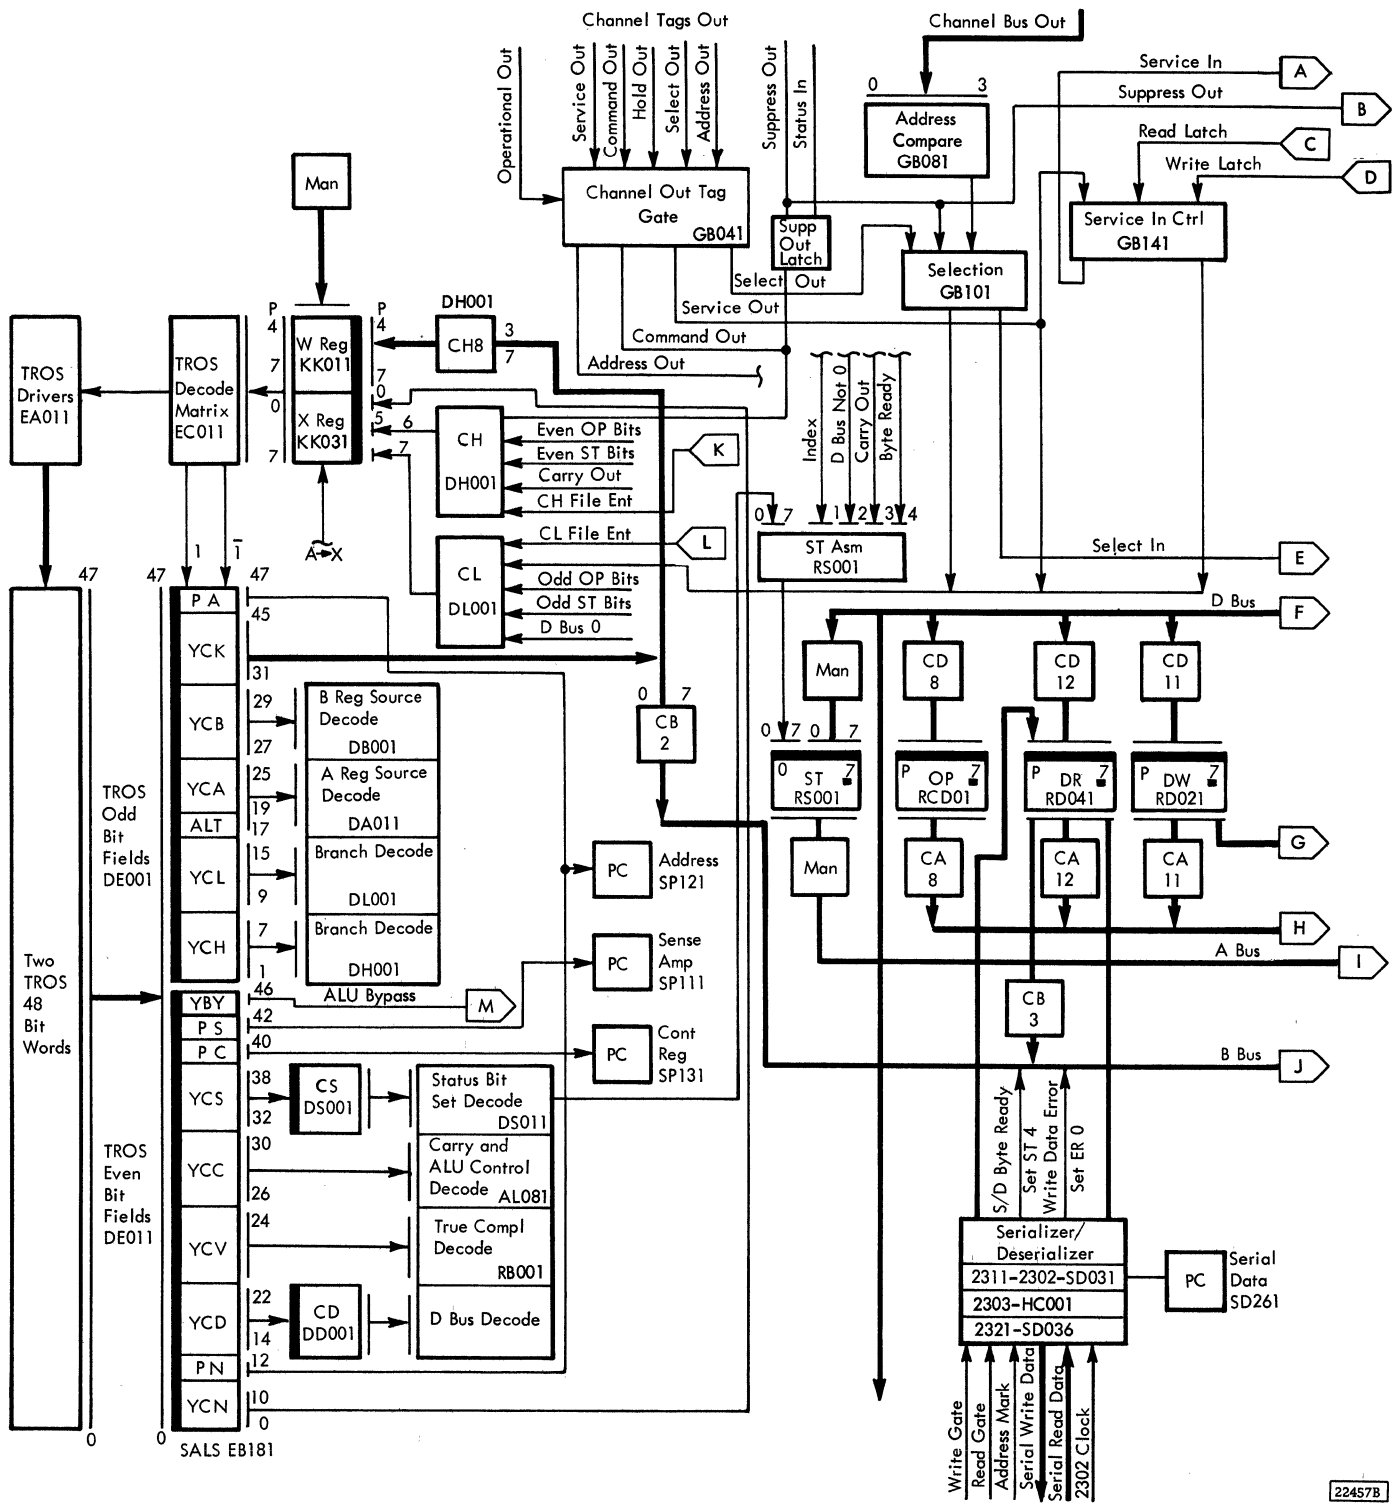 Channel Tags Out
Channel Bus Out
Operational Out
Service Out
Command Out
Hold Out
Select Out
Address Out
Suppress Out
Status In
0 3
Address
Compare
GB081
Service In
A
Suppress Out
B
Read Latch
C
Write Latch
D
Man
Channel Out Tag
Gate
GB041
Supp
Out
Latch
Service In Ctrl
GB141
Selection
GB101
Select Out
Service Out
Command Out
Address Out
DH001
CH8
3
7
P
4
7
0
7
W Reg
KK011
X Reg
KK031
P
4
7
0
5
6
7
A→X
TROS
Drivers
EA011
TROS
Decode
Matrix
EC011
1
1
CH
DH001
Even OP Bits
Even ST Bits
Carry Out
CH File Ent
K
CL
DL001
CL File Ent
L
Odd OP Bits
Odd ST Bits
D Bus 0
Index
D Bus Not 0
Carry Out
Byte Ready
0 7 1 2 3 4
ST Asm
RS001
Select In
E
D Bus
F
47
47
47
PA
45
YCK
31
29
YCB
27
25
YCA
19
ALT
17
15
YCL
9
7
YCH
1
46
YBY
42
PS
40
PC
38
YCS
32
30
YCC
26
24
YCV
22
YCD
14
12
PN
10
YCN
0
0
0
SALS EB181
Two
TROS
48
Bit
Words
TROS
Odd
Bit
Fields
DE001
TROS
Even
Bit
Fields
DE011
B Reg Source
Decode
DB001
A Reg Source
Decode
DA011
Branch Decode
DL001
Branch Decode
DH001
ALU Bypass
M
CS
DS001
CD
DD001
Status Bit
Set Decode
DS011
Carry and
ALU Control
Decode
AL081
True Compl
Decode
RB001
D Bus Decode
PC
Address
SP121
PC
Sense
Amp
SP111
PC
Cont
Reg
SP131
0 7
CB
2
Man
CD
8
CD
12
CD
11
0 7 0 7
0 ST 7
RS001
P OP 7
RCD01
P DR 7
RD041
P DW 7
RD021
Man
CA
8
CA
12
CA
11
G
H
A Bus
I
CB
3
B Bus
J
S/D Byte Ready
Set ST 4
Write Data Error
Set ER 0
Serializer/
Deserializer
2311-2302-SD031
2303-HC001
2321-SD036
PC
Serial
Data
SD261
Write Gate
Read Gate
Address Mark
Serial Write Data
Serial Read Data
2302 Clock
22457B